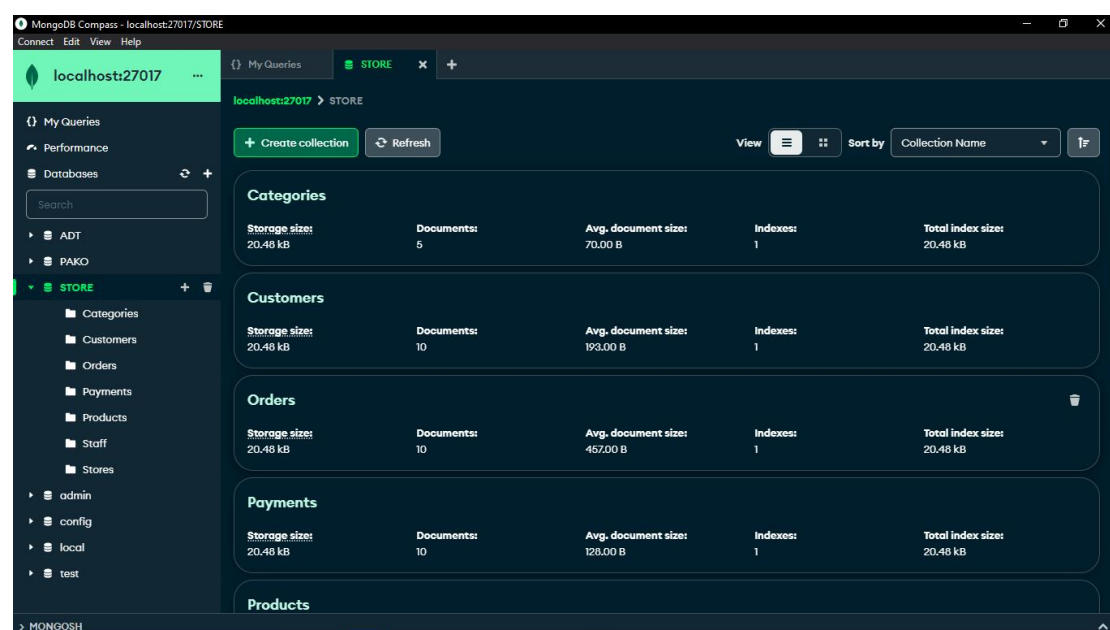 MongoDB Compass - localhost:27017/STORE
Connect Edit View Help
localhost:27017 ...
{} My Queries
Performance
Databases
Search
ADT
PAKO
STORE
Categories
Customers
Orders
Payments
Products
Staff
Stores
admin
config
local
test
{} My Queries STORE
localhost:27017 > STORE
+ Create collection Refresh View Sort by Collection Name
Categories
Storage size: Documents: Avg. document size: Indexes: Total index size:
20.48 kB 5 70.00 B 1 20.48 kB
Customers
Storage size: Documents: Avg. document size: Indexes: Total index size:
20.48 kB 10 193.00 B 1 20.48 kB
Orders
Storage size: Documents: Avg. document size: Indexes: Total index size:
20.48 kB 10 457.00 B 1 20.48 kB
Payments
Storage size: Documents: Avg. document size: Indexes: Total index size:
20.48 kB 10 128.00 B 1 20.48 kB
Products
> MONGOSH